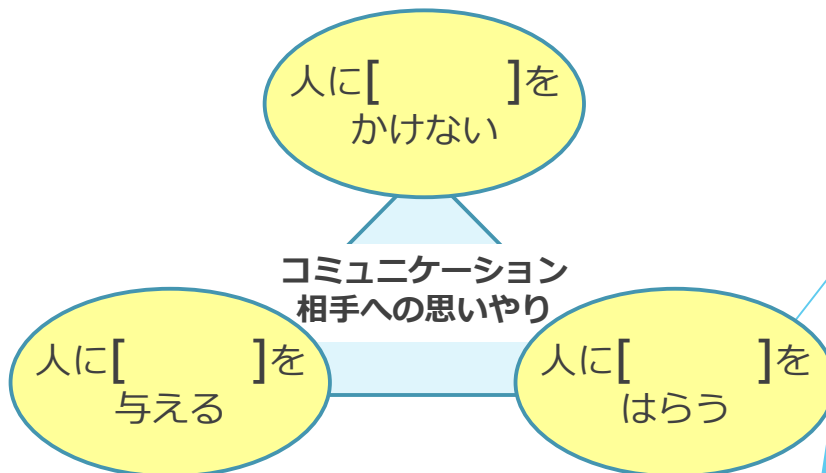 人に[　　　]を
かけない
コミュニケーション
相手への思いやり
人に[　　　]を
与える
人に[　　　]を
はらう